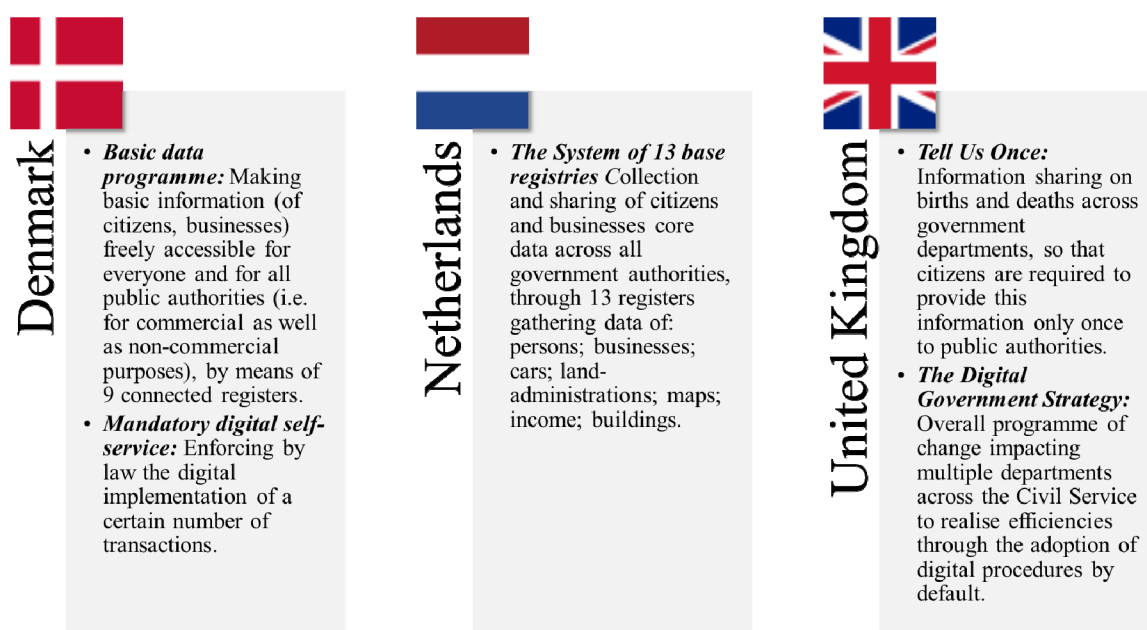 Denmark
• Basic data
programme: Making
basic information (of
citizens, businesses)
freely accessible for
everyone and for all
public authorities (i.e.
for commercial as well
as non-commercial
purposes), by means of
9 connected registers.
• Mandatory digital self-
service: Enforcing by
law the digital
implementation of a
certain number of
transactions.
Netherlands
• The System of 13 base
registries Collection
and sharing of citizens
and businesses core
data across all
government authorities,
through 13 registers
gathering data of:
persons; businesses;
cars; land-
administrations; maps;
income; buildings.
United Kingdom
• Tell Us Once:
Information sharing on
births and deaths across
government
departments, so that
citizens are required to
provide this
information only once
to public authorities.
• The Digital
Government Strategy:
Overall programme of
change impacting
multiple departments
across the Civil Service
to realise efficiencies
through the adoption of
digital procedures by
default.